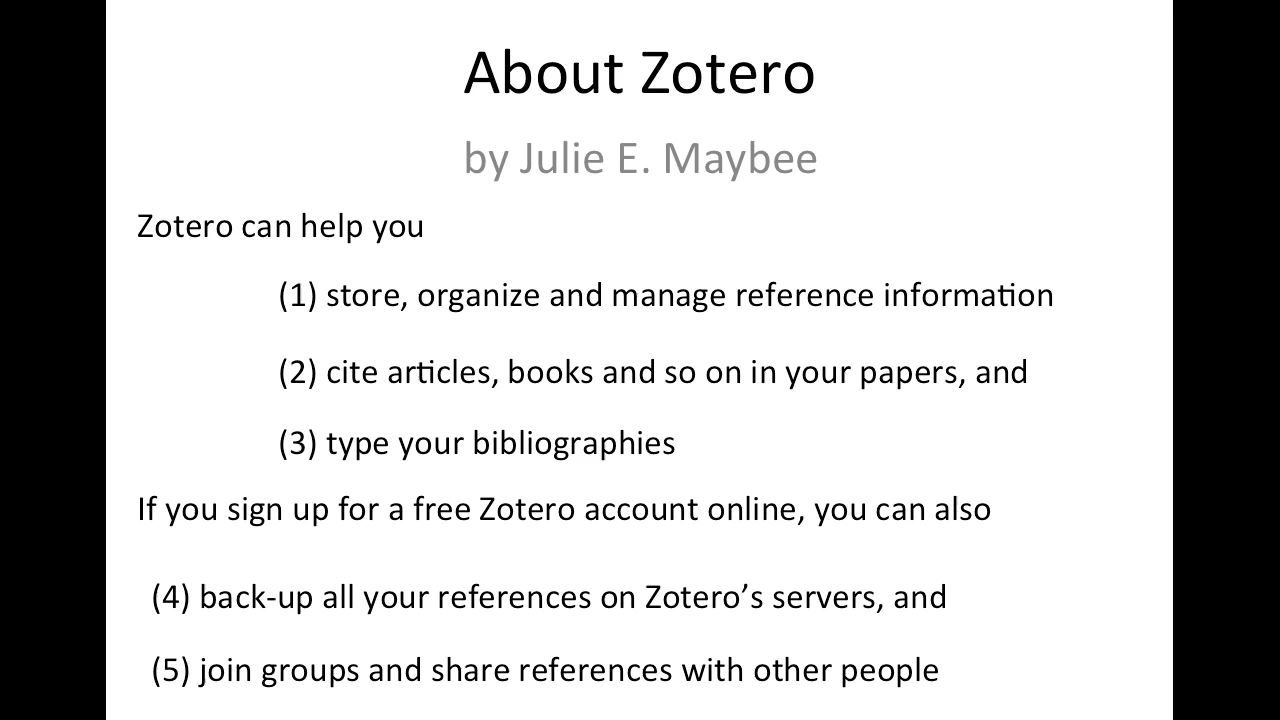 About Zotero
by Julie E. Maybee
Zotero can help you
(1) store, organize and manage reference information
(2) cite articles, books and so on in your papers, and
(3) type your bibliographies
If you sign up for a free Zotero account online, you can also
(4) back-up all your references on Zotero’s servers, and
(5) join groups and share references with other people